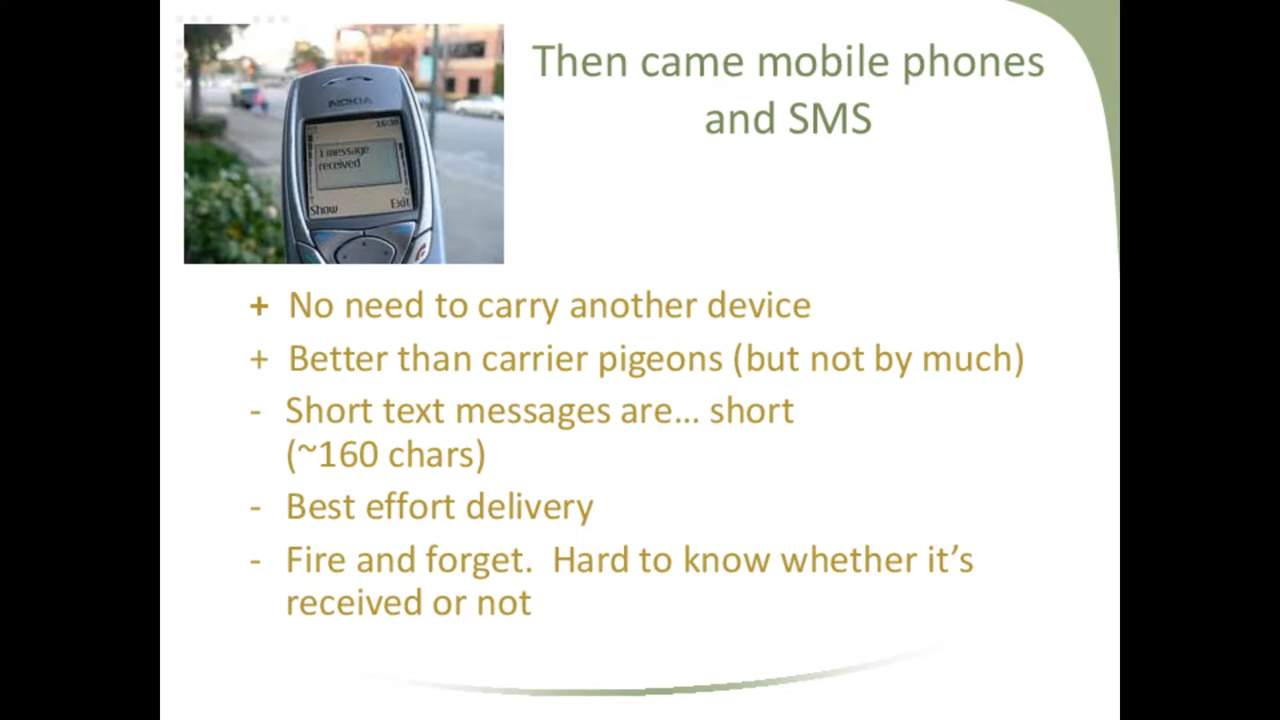 Then came mobile phones
and SMS
NOKIA
16:38
1 message
received
Show Exit
+ No need to carry another device
+ Better than carrier pigeons (but not by much)
- Short text messages are… short
(~160 chars)
- Best effort delivery
- Fire and forget.  Hard to know whether it’s
received or not